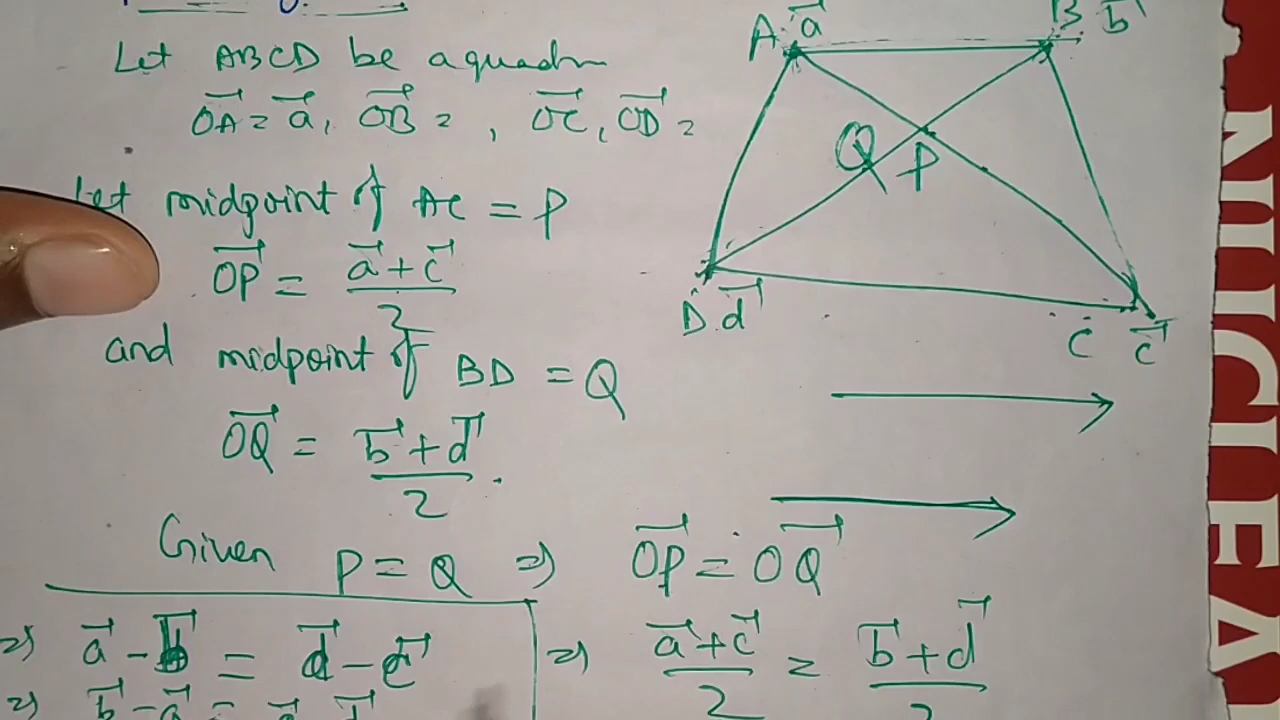 Let ABCD be a quadr
OA⃗ = a⃗, OB⃗ = , OC⃗, OD⃗ =
Let midpoint of AC = P
OP⃗ = (a⃗ + c⃗)/2
and midpoint of BD = Q
OQ⃗ = (b⃗ + d⃗)/2 .
Given P = Q ⇒ OP⃗ = OQ⃗
⇒ (a⃗ + c⃗)/2 = (b⃗ + d⃗)/2
⇒ a⃗ - b⃗ = d⃗ - c⃗
⇒ b⃗ - a⃗ =
A a⃗
B b⃗
Q P
D d⃗
C c⃗